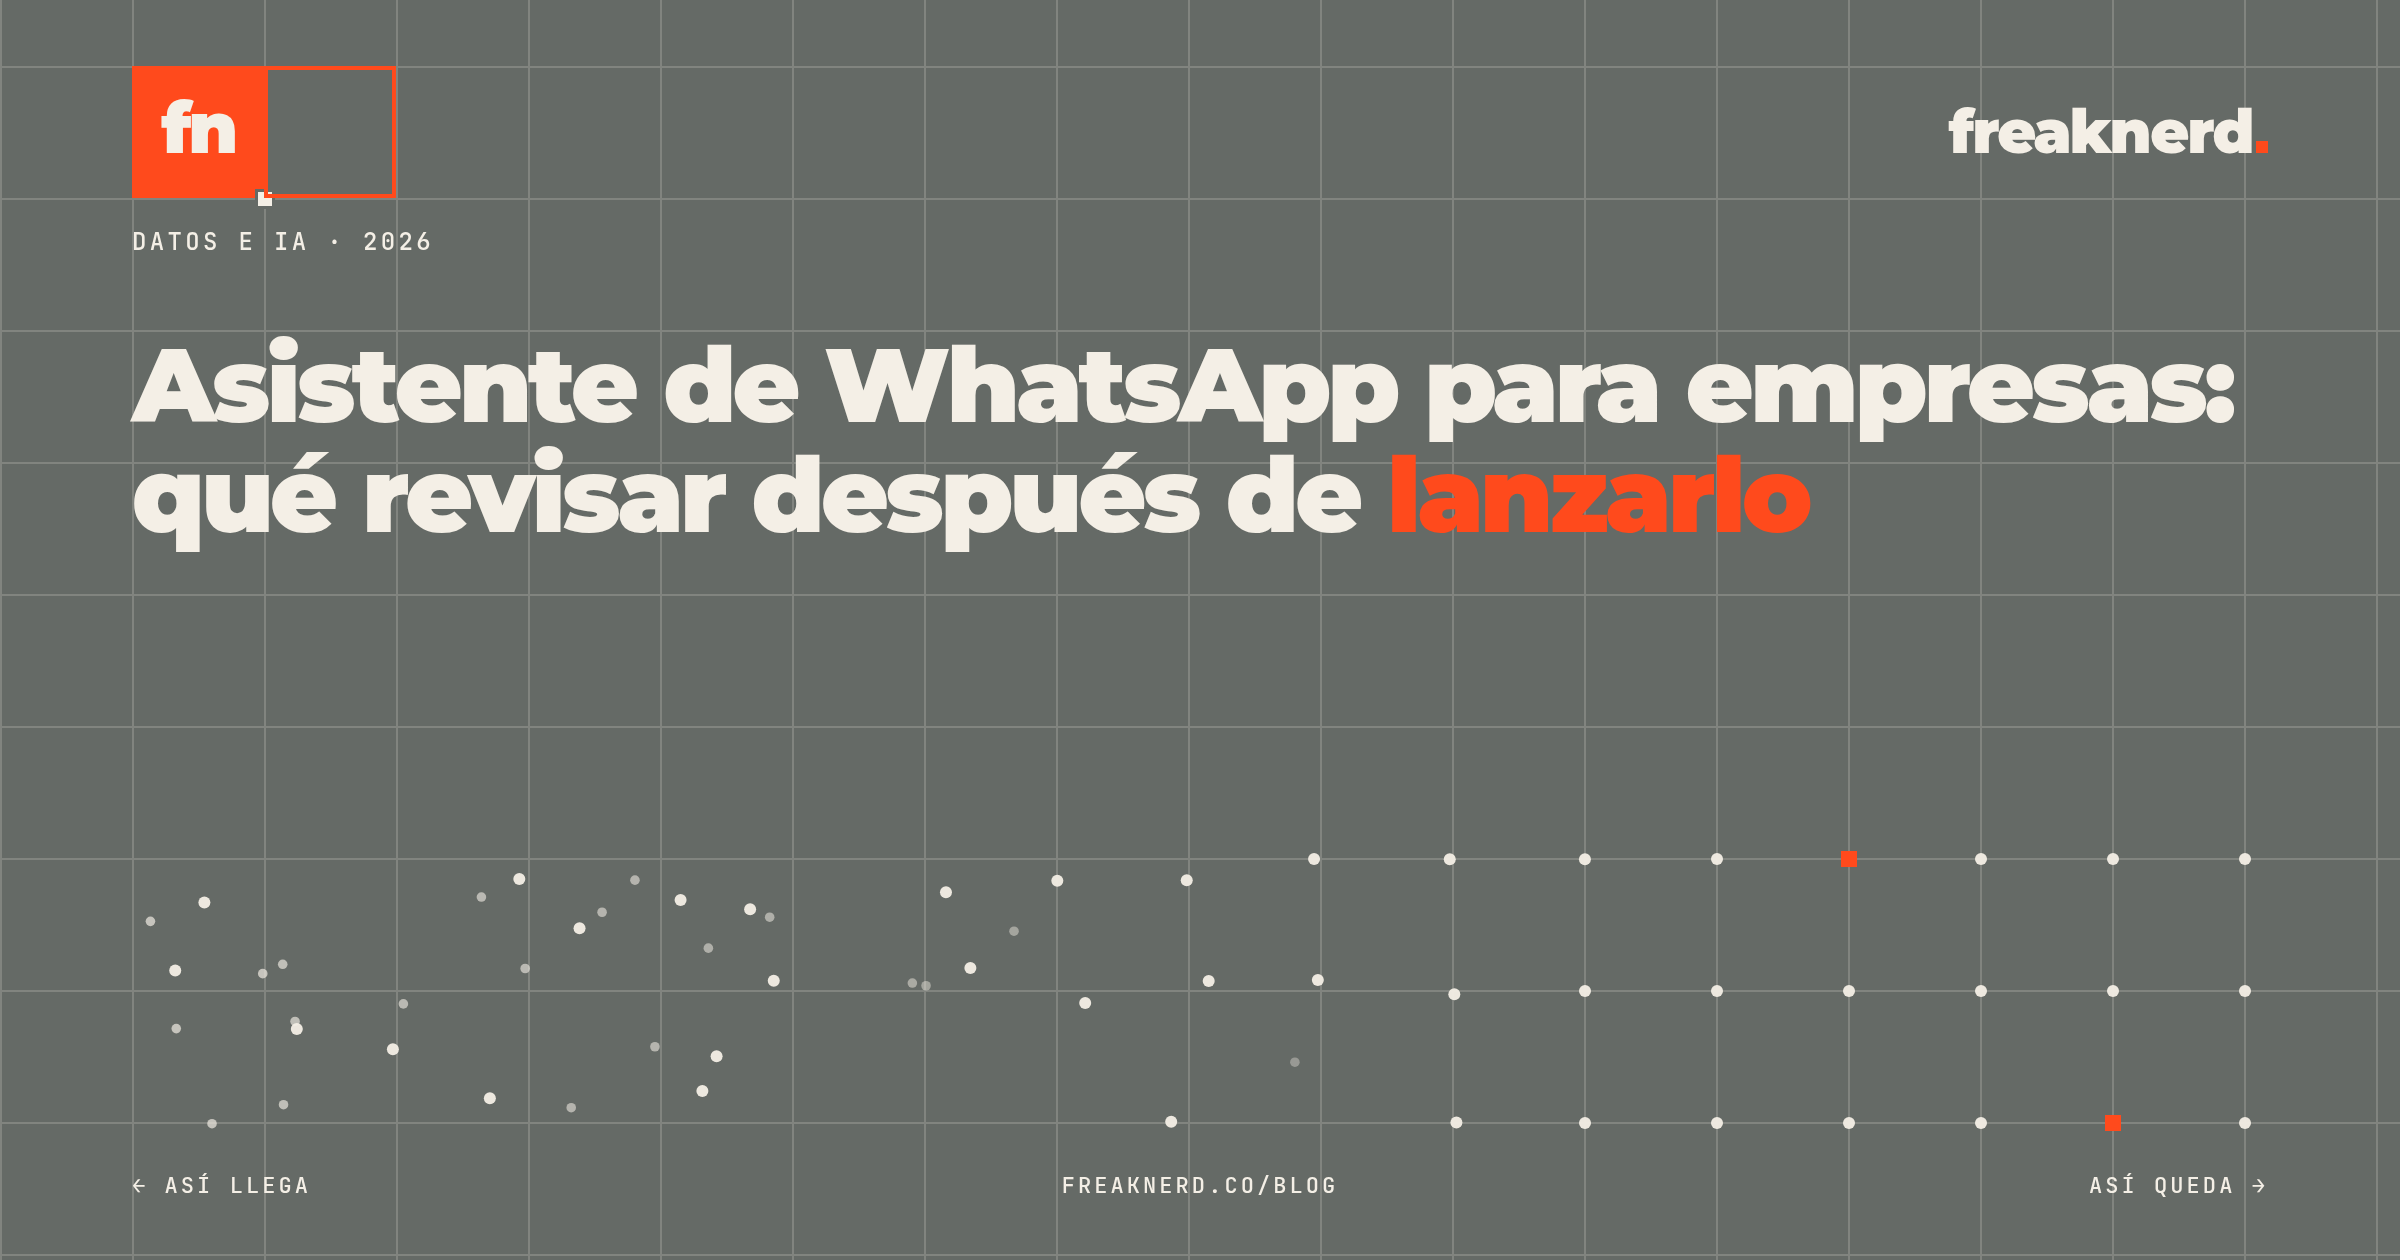 fn
freaknerd.
DATOS E IA · 2026
Asistente de WhatsApp para empresas:
qué revisar después de lanzarlo
← ASÍ LLEGA
FREAKNERD.CO/BLOG
ASÍ QUEDA →